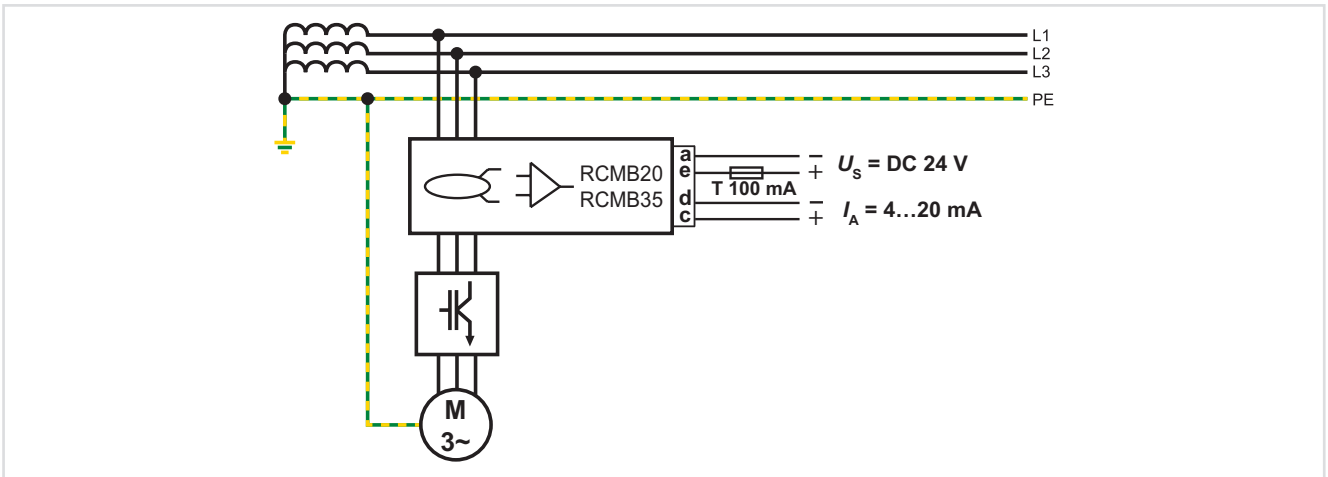 L1
L2
L3
PE
RCMB20
RCMB35
a
e
d
c
T 100 mA
− U_S = DC 24 V
+
− I_A = 4…20 mA
+
M
3~